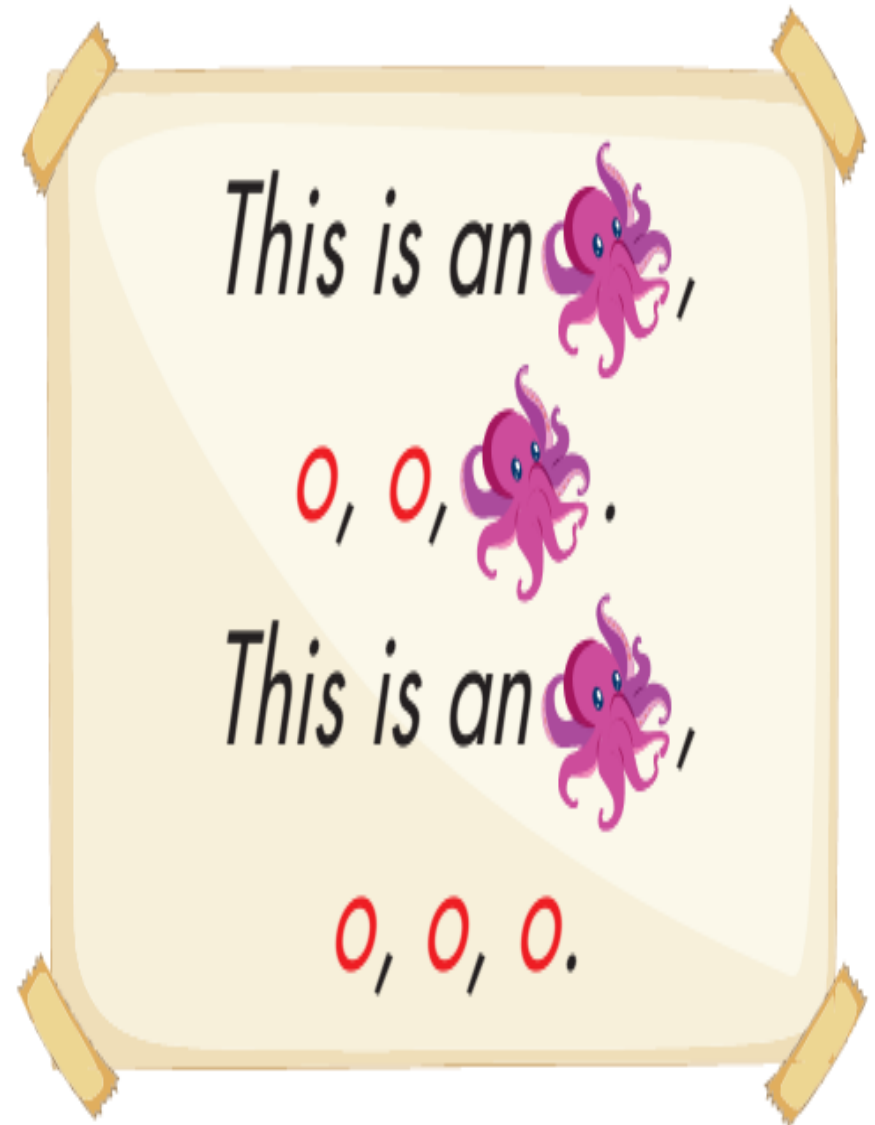 This is an ,
o, o, .
This is an ,
o, o, o.